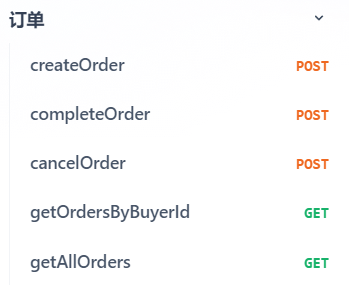 订单
createOrder POST
completeOrder POST
cancelOrder POST
getOrdersByBuyerId GET
getAllOrders GET